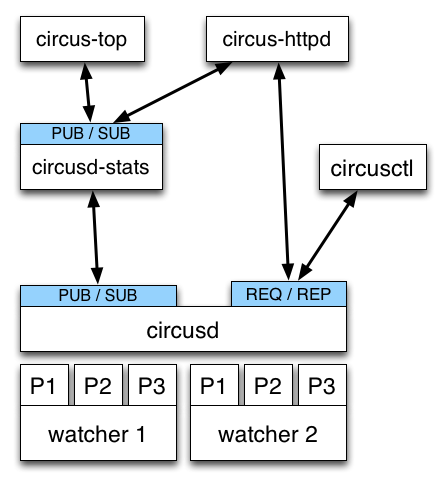 circus-top
circus-httpd
PUB / SUB
circusd-stats
circusctl
PUB / SUB
REQ / REP
circusd
P1 P2 P3
P1 P2 P3
watcher 1
watcher 2